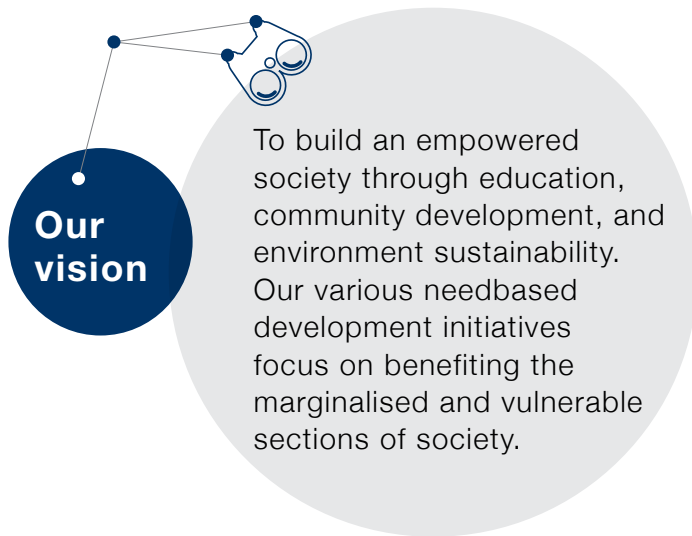 Our
vision
To build an empowered
society through education,
community development, and
environment sustainability.
Our various needbased
development initiatives
focus on benefiting the
marginalised and vulnerable
sections of society.